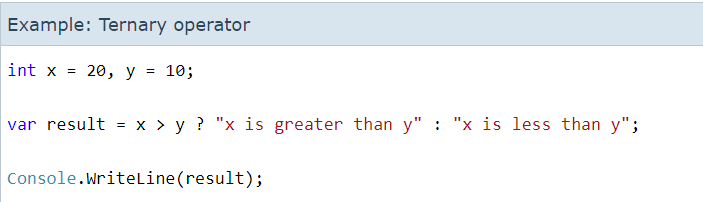 Example: Ternary operator
int x = 20, y = 10;
var result = x > y ? "x is greater than y" : "x is less than y";
Console.WriteLine(result);